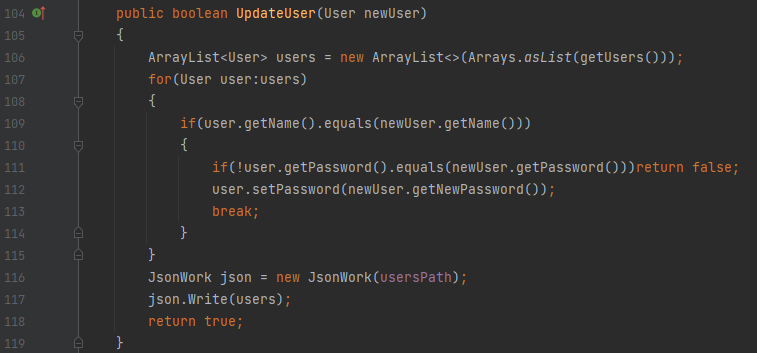 104 public boolean UpdateUser(User newUser)
105 {
106 ArrayList<User> users = new ArrayList<>(Arrays.asList(getUsers()));
107 for(User user:users)
108 {
109 if(user.getName().equals(newUser.getName()))
110 {
111 if(!user.getPassword().equals(newUser.getPassword()))return false;
112 user.setPassword(newUser.getNewPassword());
113 break;
114 }
115 }
116 JsonWork json = new JsonWork(usersPath);
117 json.Write(users);
118 return true;
119 }